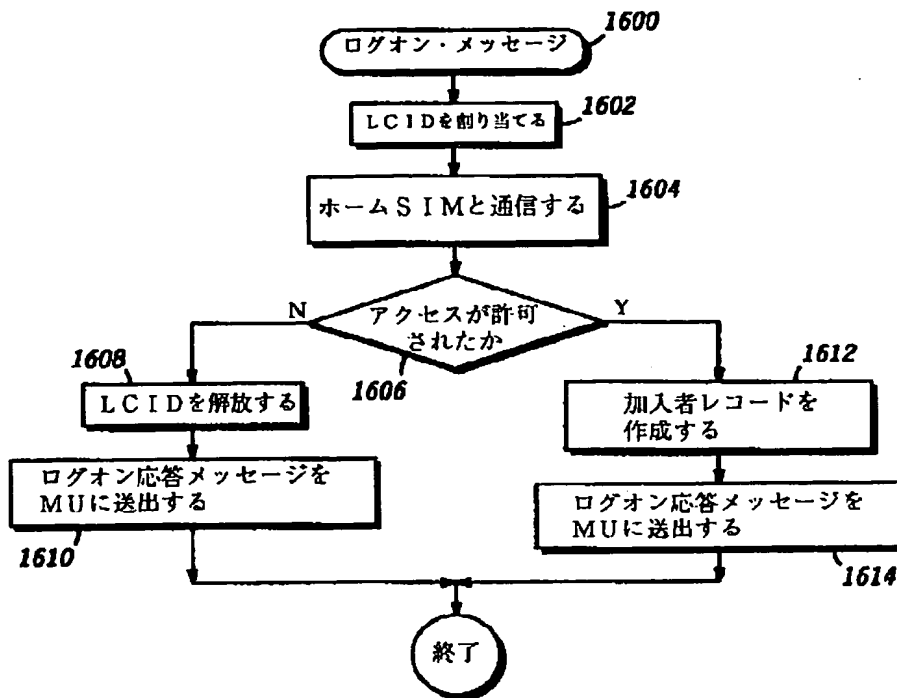 1600
ログオン・メッセージ
1602
LCIDを割り当てる
1604
ホームSIMと通信する
N
アクセスが許可
されたか
Y
1606
1608
LCIDを解放する
1612
加入者レコードを
作成する
ログオン応答メッセージを
MUに送出する
1610
ログオン応答メッセージを
MUに送出する
1614
終了